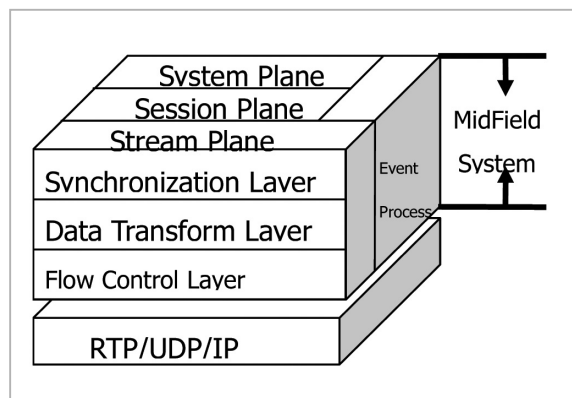 System Plane
Session Plane
Stream Plane
Synchronization Layer
Data Transform Layer
Flow Control Layer
Event
Process
MidField
System
RTP/UDP/IP